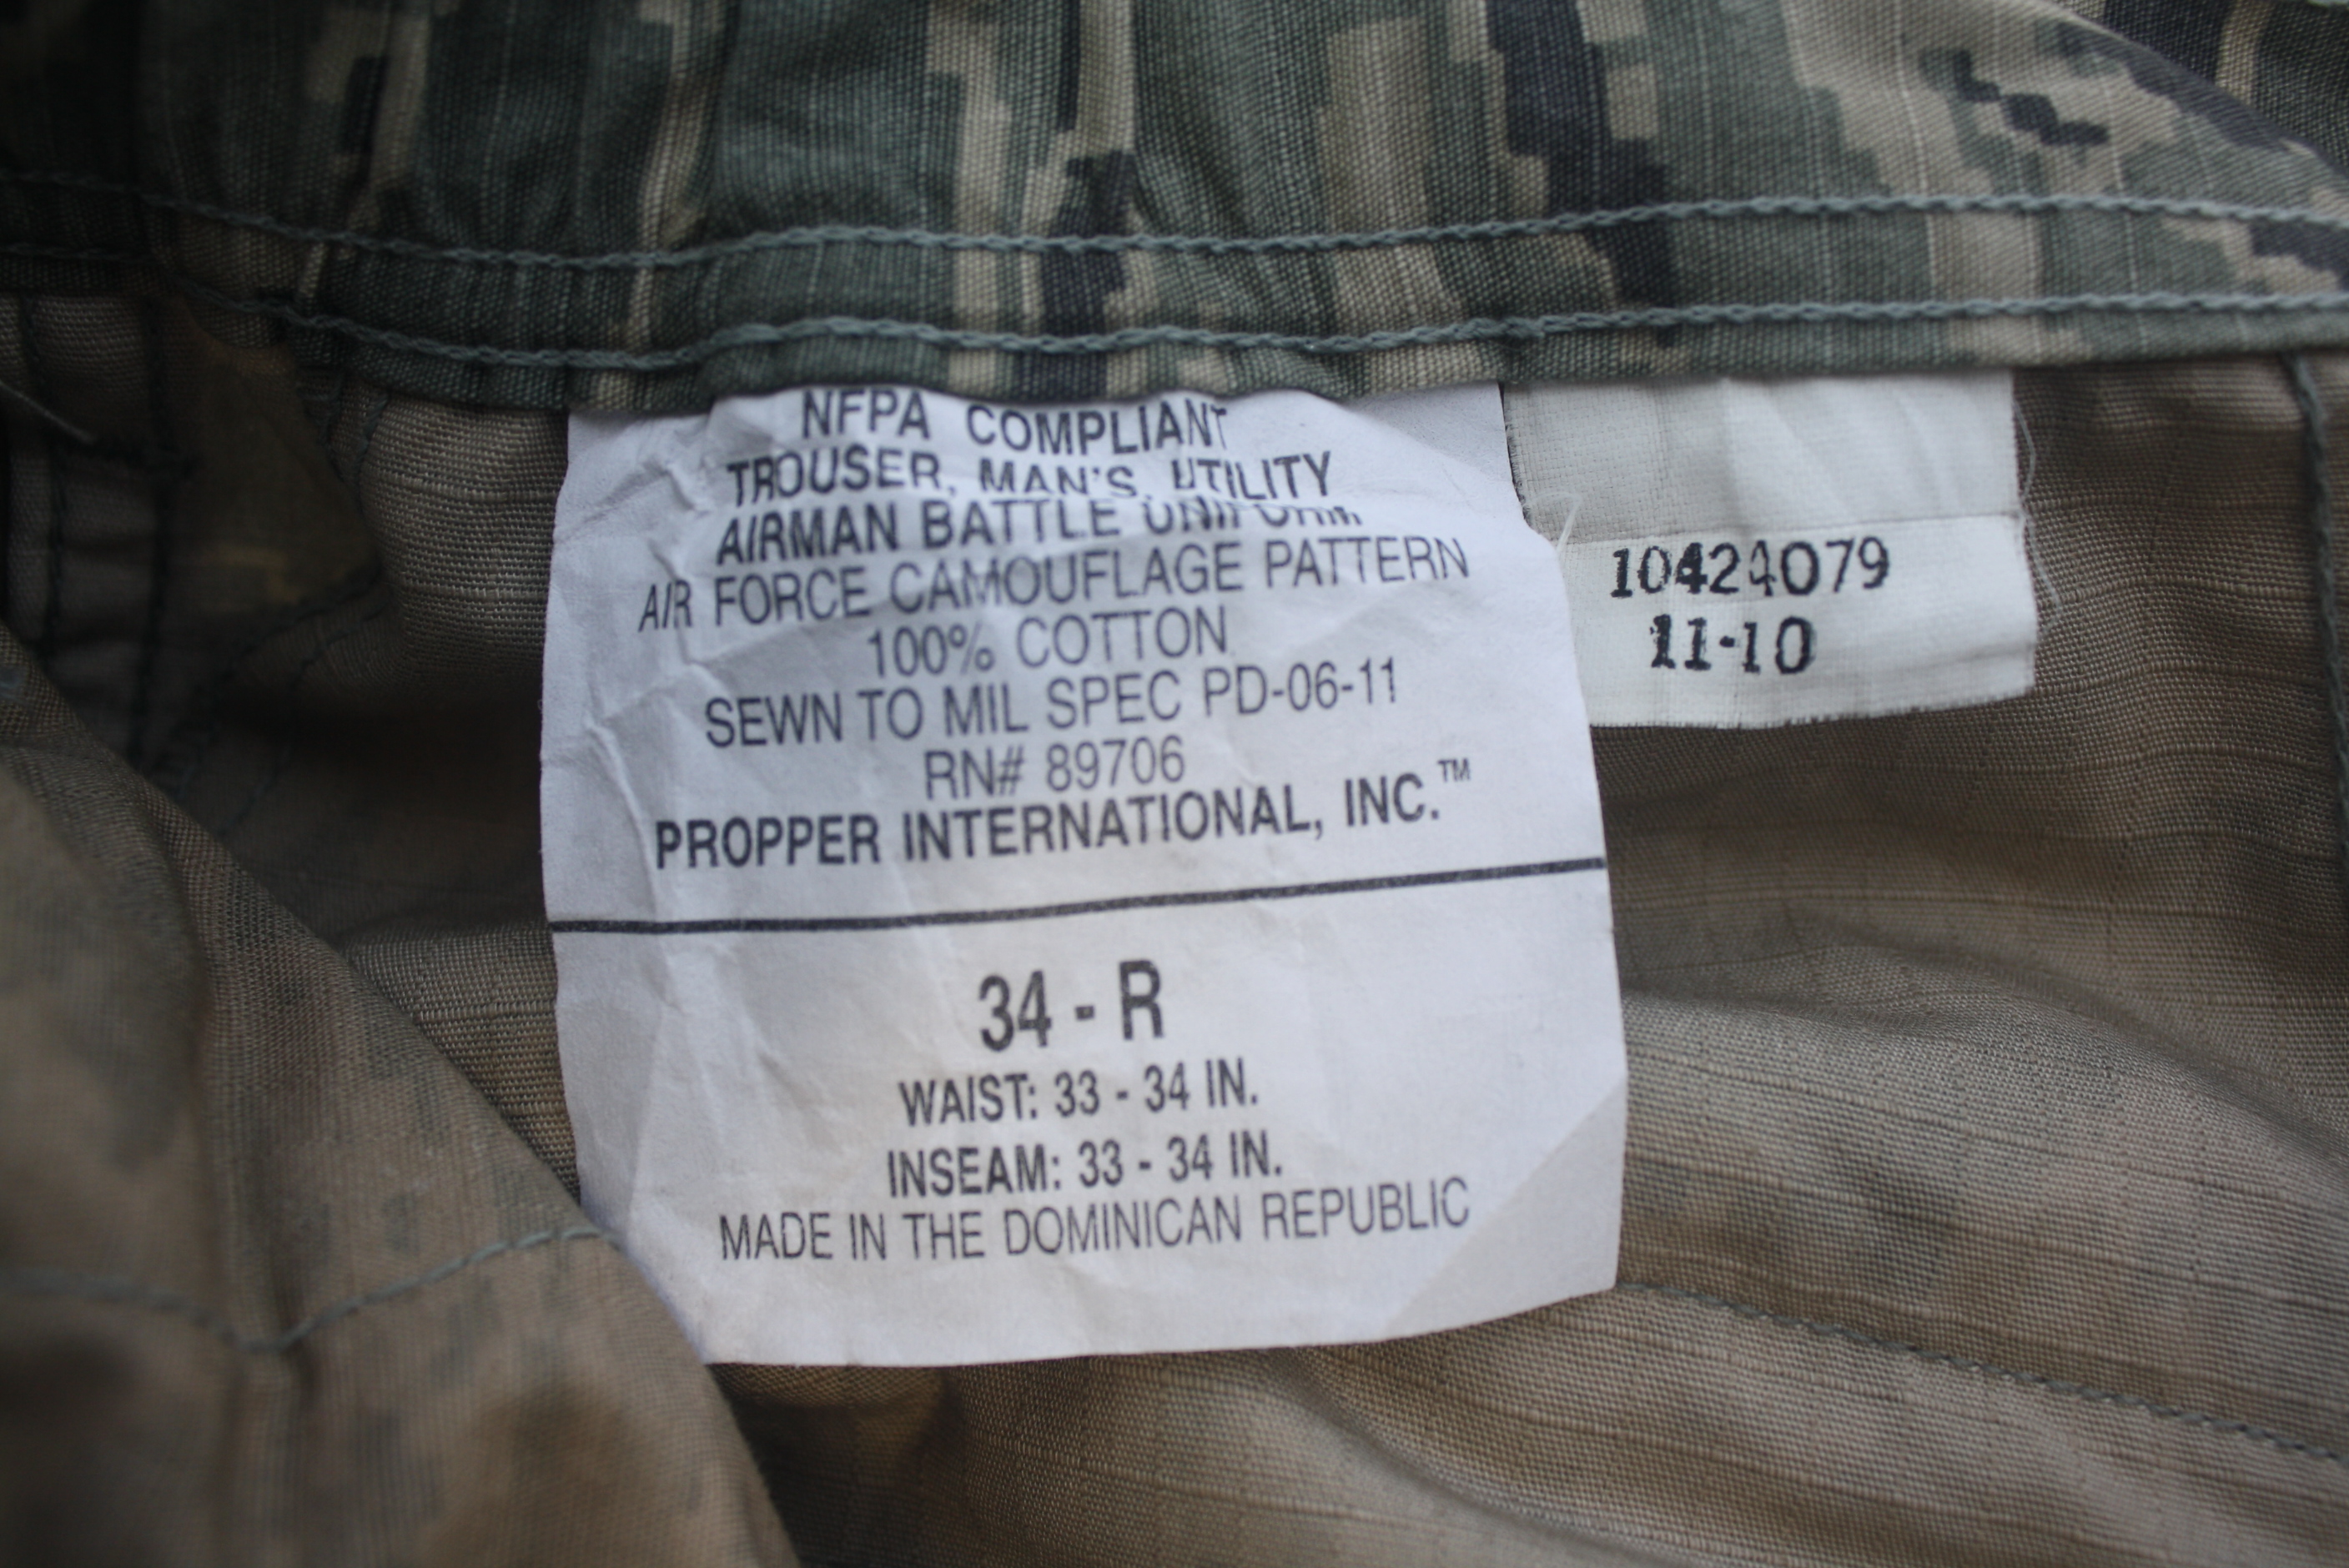 NFPA COMPLIANT
TROUSER, MAN'S, UTILITY
AIRMAN BATTLE UNIFORM
AIR FORCE CAMOUFLAGE PATTERN
100% COTTON
SEWN TO MIL SPEC PD-06-11
RN# 89706
PROPPER INTERNATIONAL, INC.™
34 - R
WAIST: 33 - 34 IN.
INSEAM: 33 - 34 IN.
MADE IN THE DOMINICAN REPUBLIC
11-10